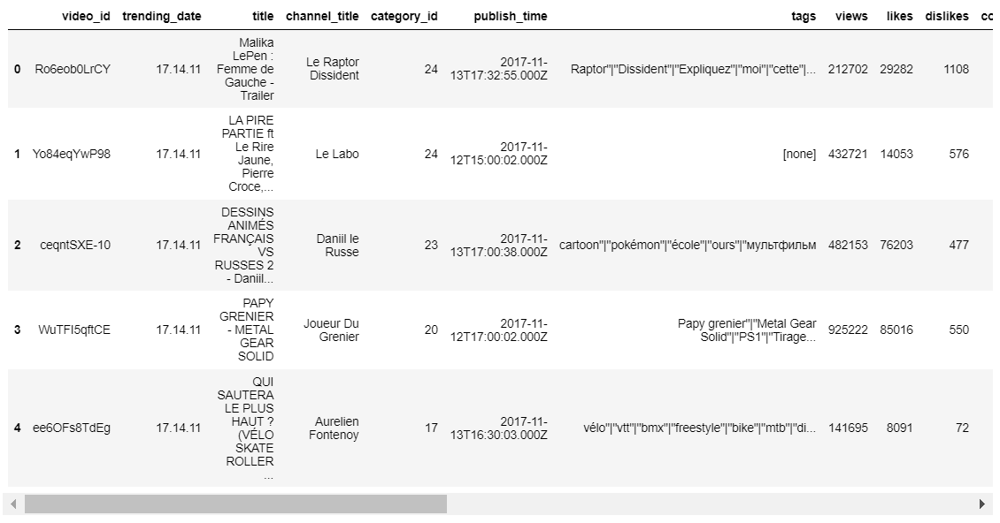 video_id trending_date title channel_title category_id publish_time tags views likes dislikes co
Malika
LePen :
Femme de
Gauche -
Trailer
0 Ro6eob0LrCY 17.14.11 Le Raptor
Dissident 24 2017-11-
13T17:32:55.000Z Raptor"|"Dissident"|"Expliquez"|"moi"|"cette"|... 212702 29282 1108
LA PIRE
PARTIE ft
Le Rire
Jaune,
Pierre
Croce,...
1 Yo84eqYwP98 17.14.11 Le Labo 24 2017-11-
12T15:00:02.000Z [none] 432721 14053 576
DESSINS
ANIMÉS
FRANÇAIS
VS
RUSSES 2
- Daniil...
2 ceqntSXE-10 17.14.11 Daniil le
Russe 23 2017-11-
13T17:00:38.000Z cartoon"|"pokémon"|"école"|"ours"|"мультфильм 482153 76203 477
PAPY
GRENIER
- METAL
GEAR
SOLID
3 WuTFI5qftCE 17.14.11 Joueur Du
Grenier 20 2017-11-
12T17:00:02.000Z Papy grenier"|"Metal Gear
Solid"|"PS1"|"Tirage... 925222 85016 550
QUI
SAUTERA
LE PLUS
HAUT ?
(VÉLO
SKATE
ROLLER
...
4 ee6OFs8TdEg 17.14.11 Aurelien
Fontenoy 17 2017-11-
13T16:30:03.000Z vélo"|"vtt"|"bmx"|"freestyle"|"bike"|"mtb"|"di... 141695 8091 72